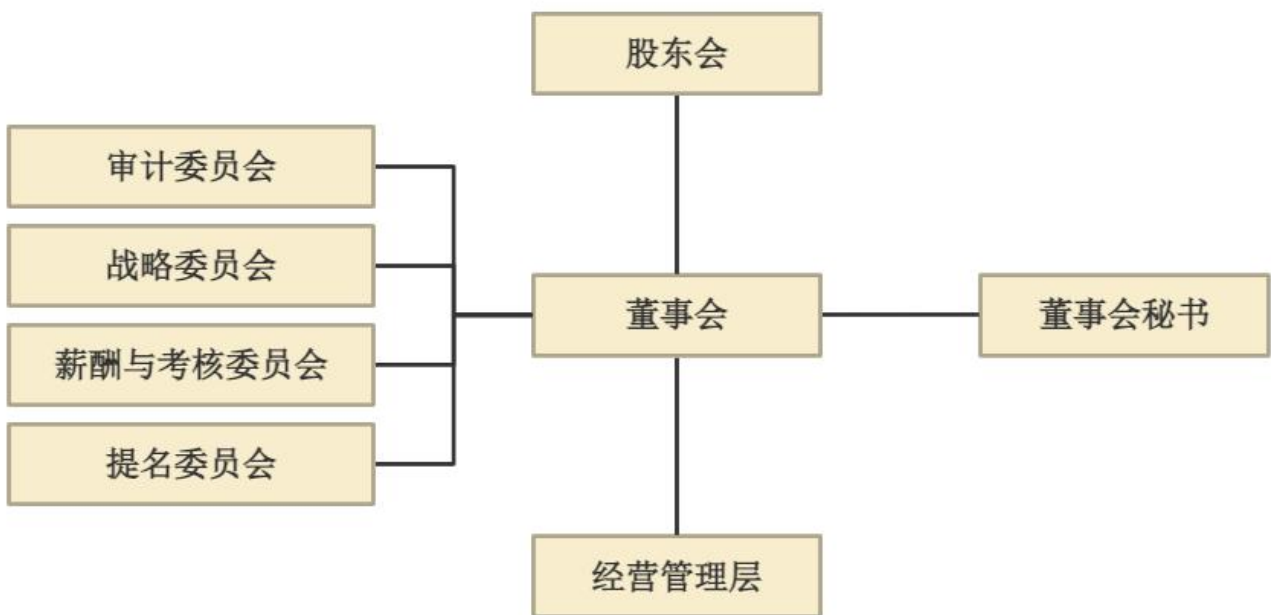 股东会
审计委员会
战略委员会
董事会
董事会秘书
薪酬与考核委员会
提名委员会
经营管理层